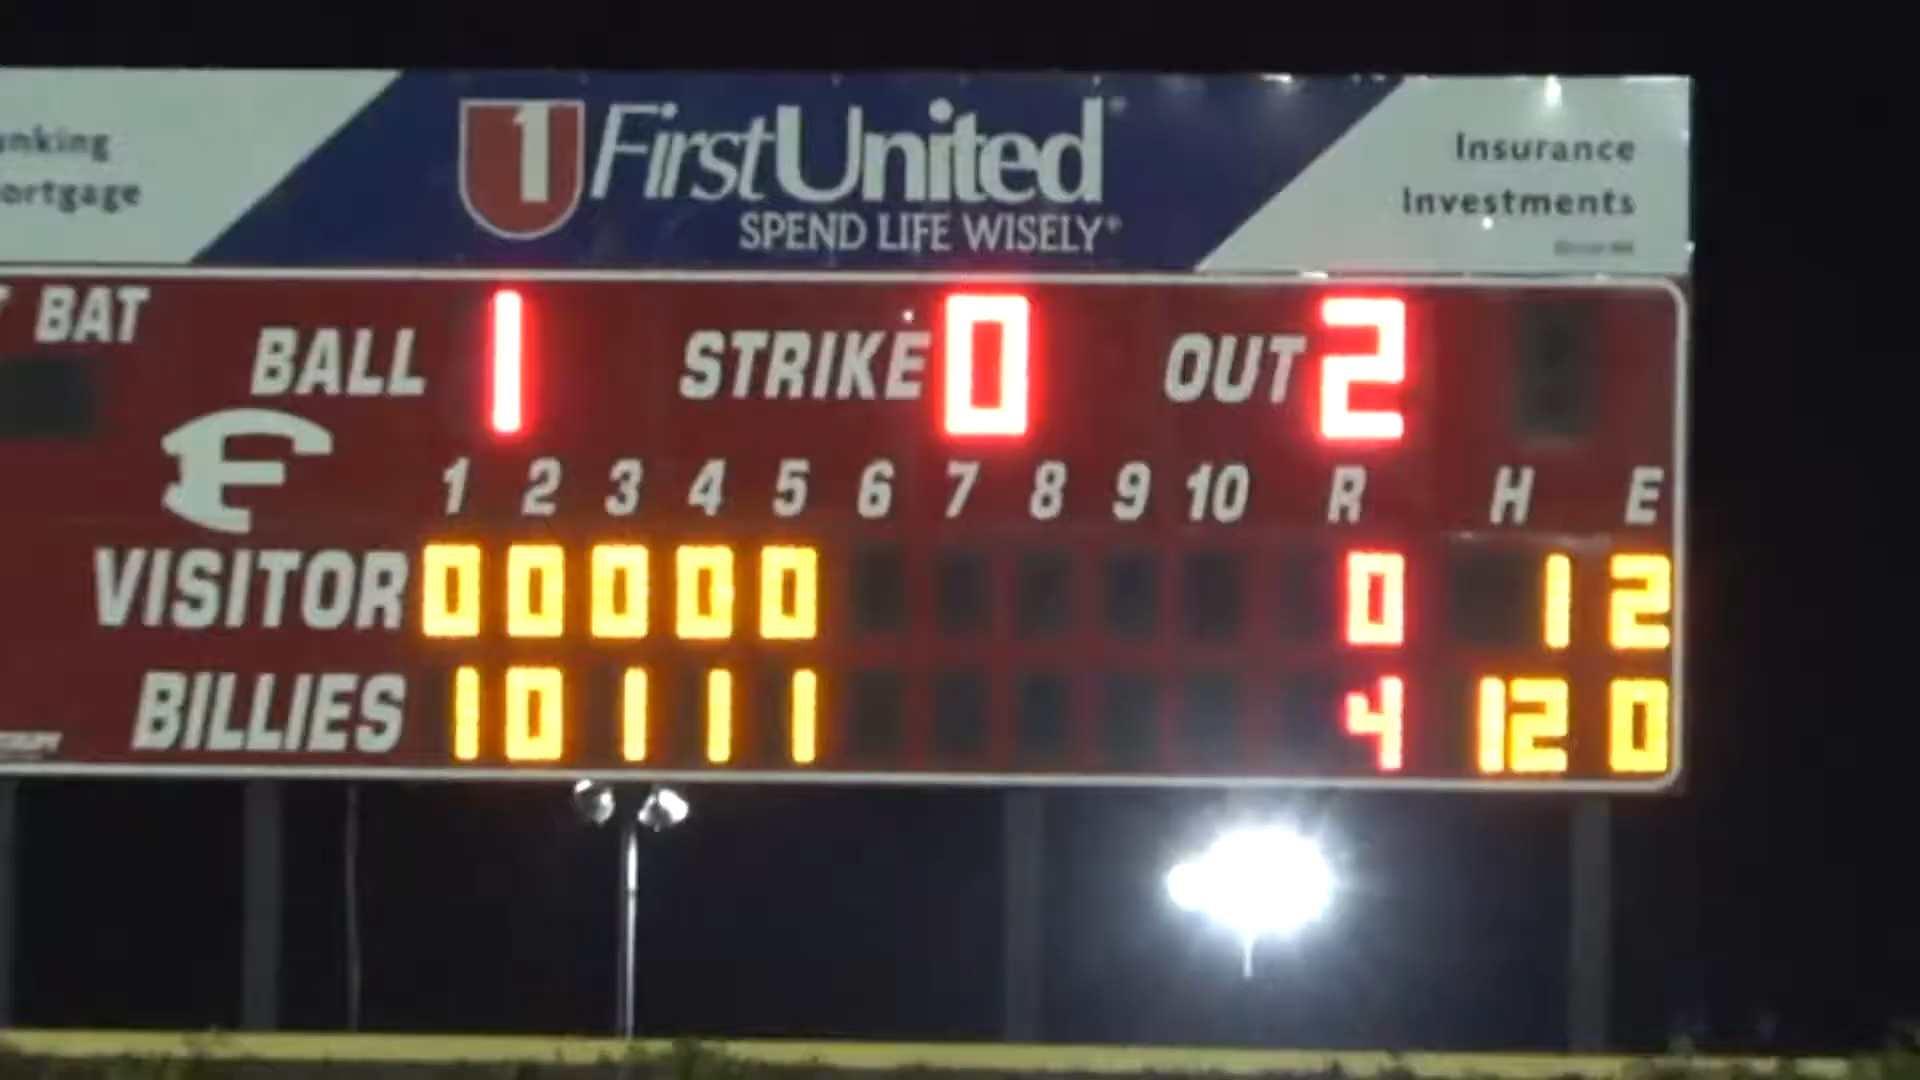 1 FirstUnited®
SPEND LIFE WISELY®
Insurance
Investments
BAT
BALL 1 STRIKE 0 OUT 2
F
1 2 3 4 5 6 7 8 9 10 R H E
VISITOR 0 0 0 0 0 0 1 2
BILLIES 1 0 1 1 1 4 12 0